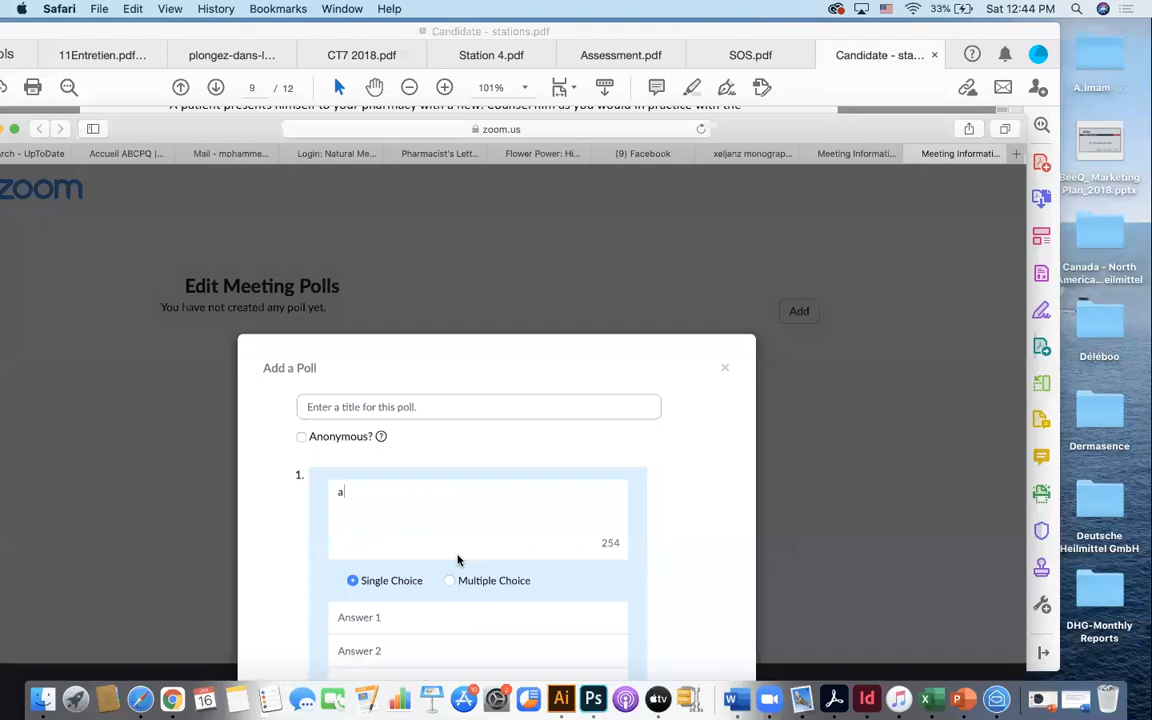 Safari File Edit View History Bookmarks Window Help 33% Sat 12:44 PM
Candidate - stations.pdf
ols 11Entretien.pdf... plongez-dans-l... CT7 2018.pdf Station 4.pdf Assessment.pdf SOS.pdf Candidate - sta... ×
9 / 12 101%
A patient presents himself to your pharmacy with a new. Counsel him as you would in practice with the
zoom.us
rch - UpToDate Accueil ABCPQ |... Mail - mohamme... Login: Natural Me... Pharmacist's Lett... Flower Power: Hi... (9) Facebook xeljanz monograp... Meeting Informati... Meeting Informati...
zoom
Edit Meeting Polls
You have not created any poll yet.
Add
Add a Poll
Enter a title for this poll.
Anonymous?
1.
a
254
Single Choice Multiple Choice
Answer 1
Answer 2
A.Imam
BeeQ_Marketing
Plan_2018.pptx
Canada - North
America...eilmittel
Déléboo
Dermasence
Deutsche
Heilmittel GmbH
DHG-Monthly
Reports